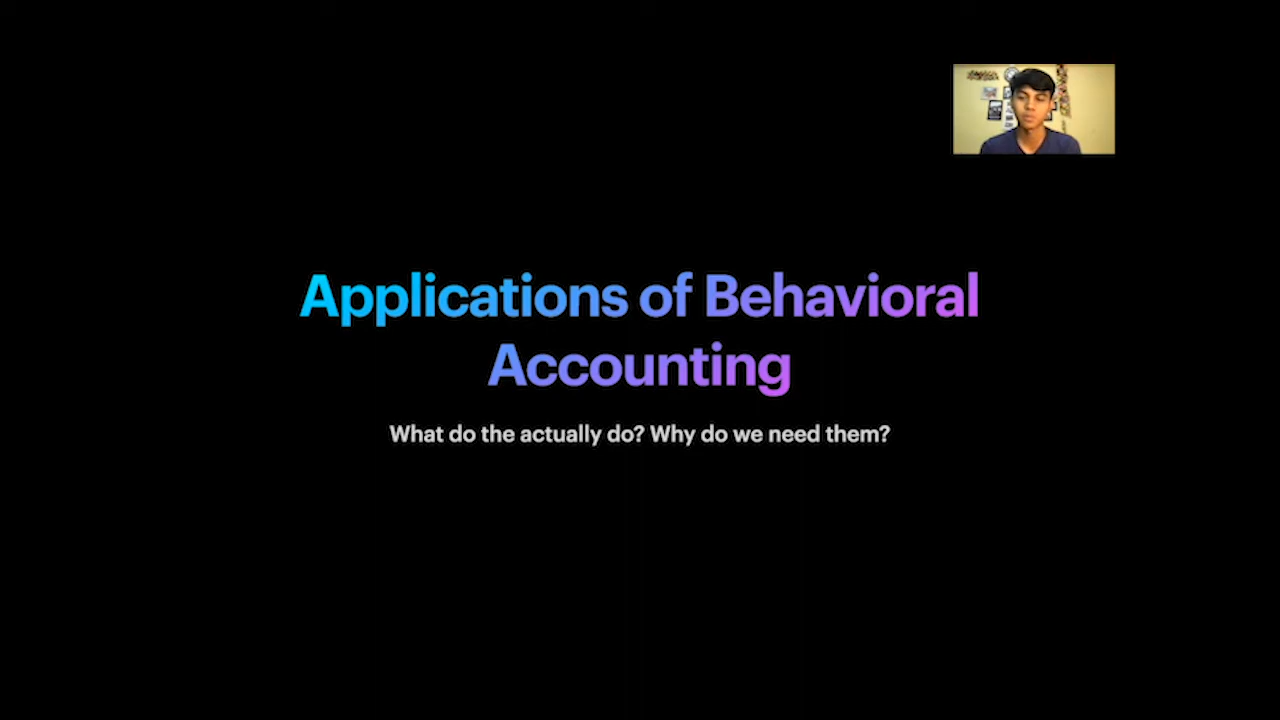 Applications of Behavioral
Accounting
What do the actually do? Why do we need them?